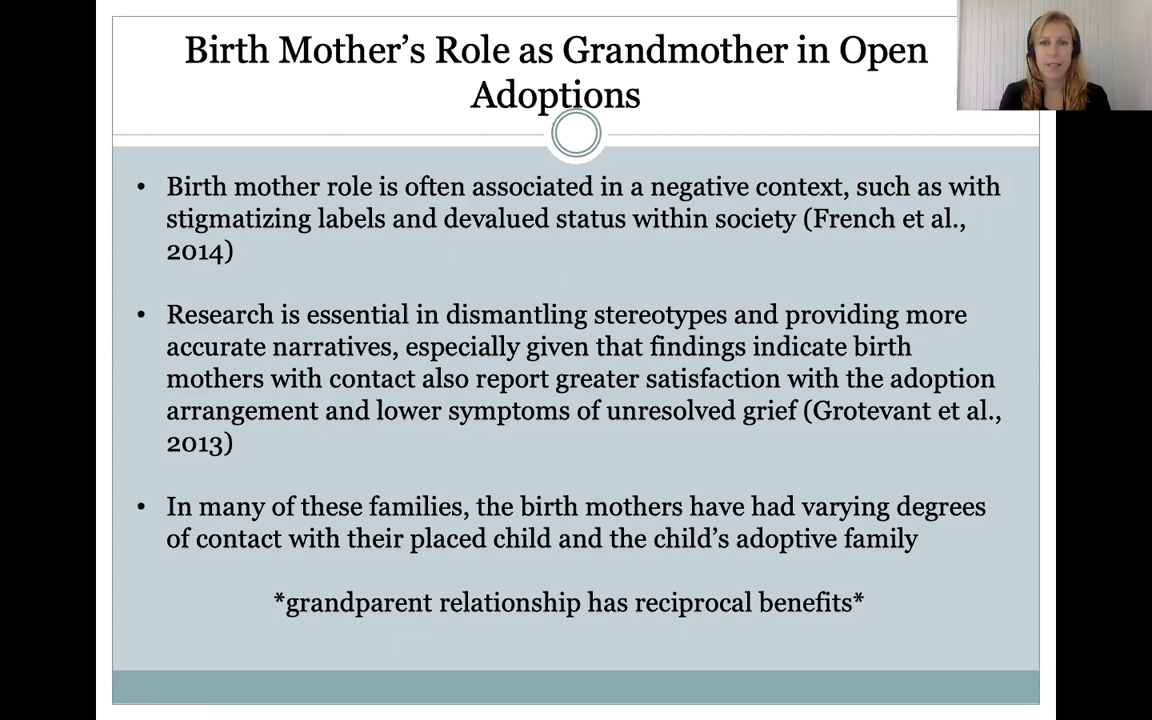 Birth Mother’s Role as Grandmother in Open
Adoptions
• Birth mother role is often associated in a negative context, such as with
stigmatizing labels and devalued status within society (French et al.,
2014)
• Research is essential in dismantling stereotypes and providing more
accurate narratives, especially given that findings indicate birth
mothers with contact also report greater satisfaction with the adoption
arrangement and lower symptoms of unresolved grief (Grotevant et al.,
2013)
• In many of these families, the birth mothers have had varying degrees
of contact with their placed child and the child’s adoptive family
*grandparent relationship has reciprocal benefits*